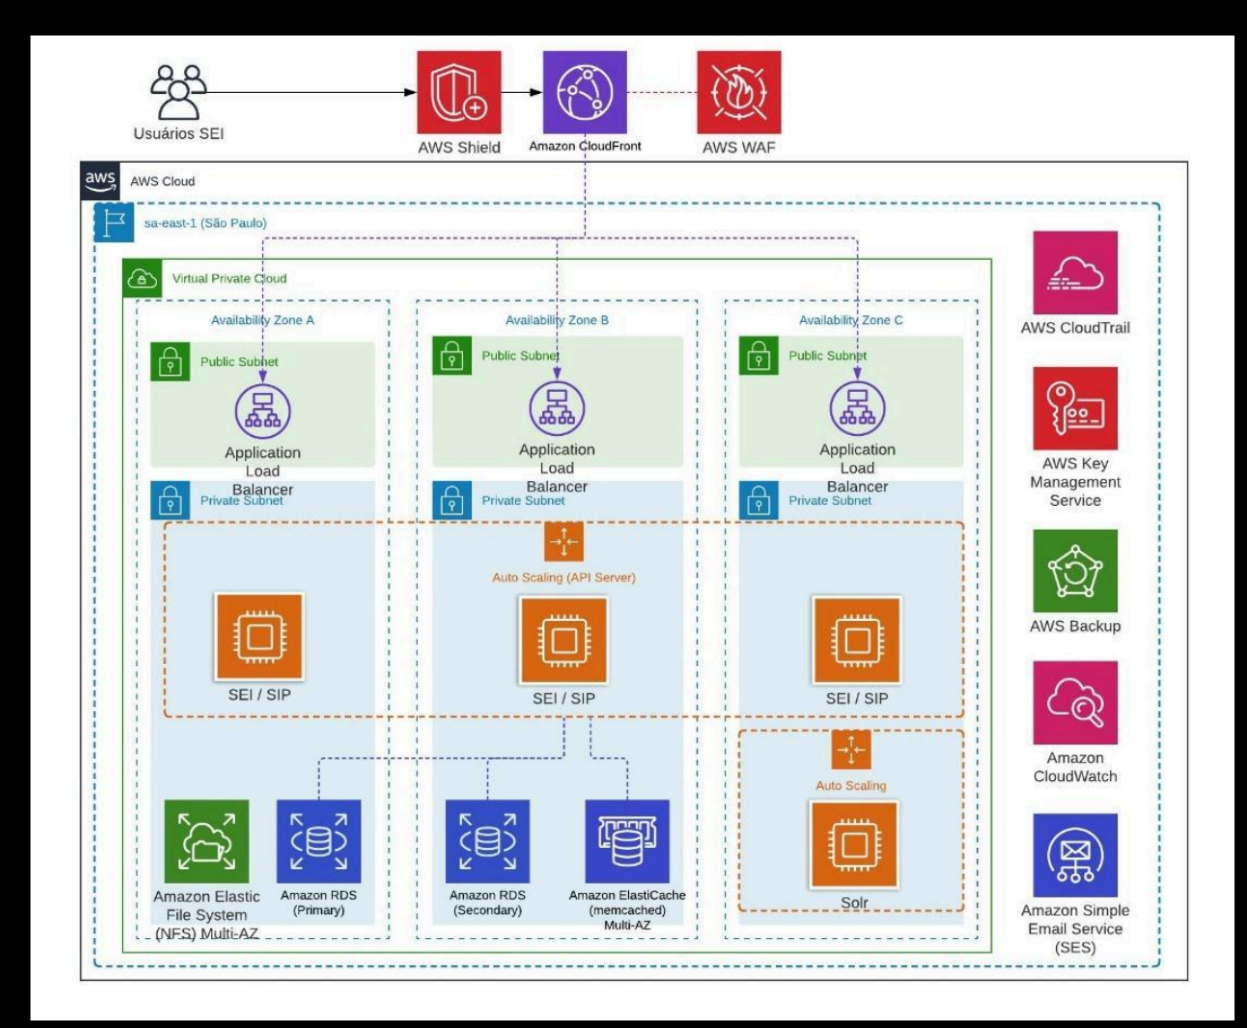 Usuários SEI
AWS Shield
Amazon CloudFront
AWS WAF
aws
AWS Cloud
sa-east-1 (São Paulo)
Virtual Private Cloud
Availability Zone A
Availability Zone B
Availability Zone C
Public Subnet
Public Subnet
Public Subnet
Application
Load
Balancer
Application
Load
Balancer
Application
Load
Balancer
Private Subnet
Private Subnet
Private Subnet
Auto Scaling (API Server)
SEI / SIP
SEI / SIP
SEI / SIP
Auto Scaling
Solr
Amazon Elastic
File System
(NFS) Multi-AZ
Amazon RDS
(Primary)
Amazon RDS
(Secondary)
Amazon ElastiCache
(memcached)
Multi-AZ
AWS CloudTrail
AWS Key
Management
Service
AWS Backup
Amazon
CloudWatch
Amazon Simple
Email Service
(SES)